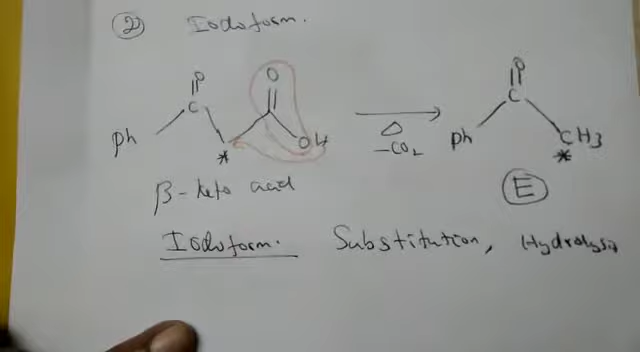 ② Iodoform.
O O O
C C
Ph * OH △ Ph CH3
-CO2 *
β-keto acid E
Iodoform. Substitution, Hydrolysis